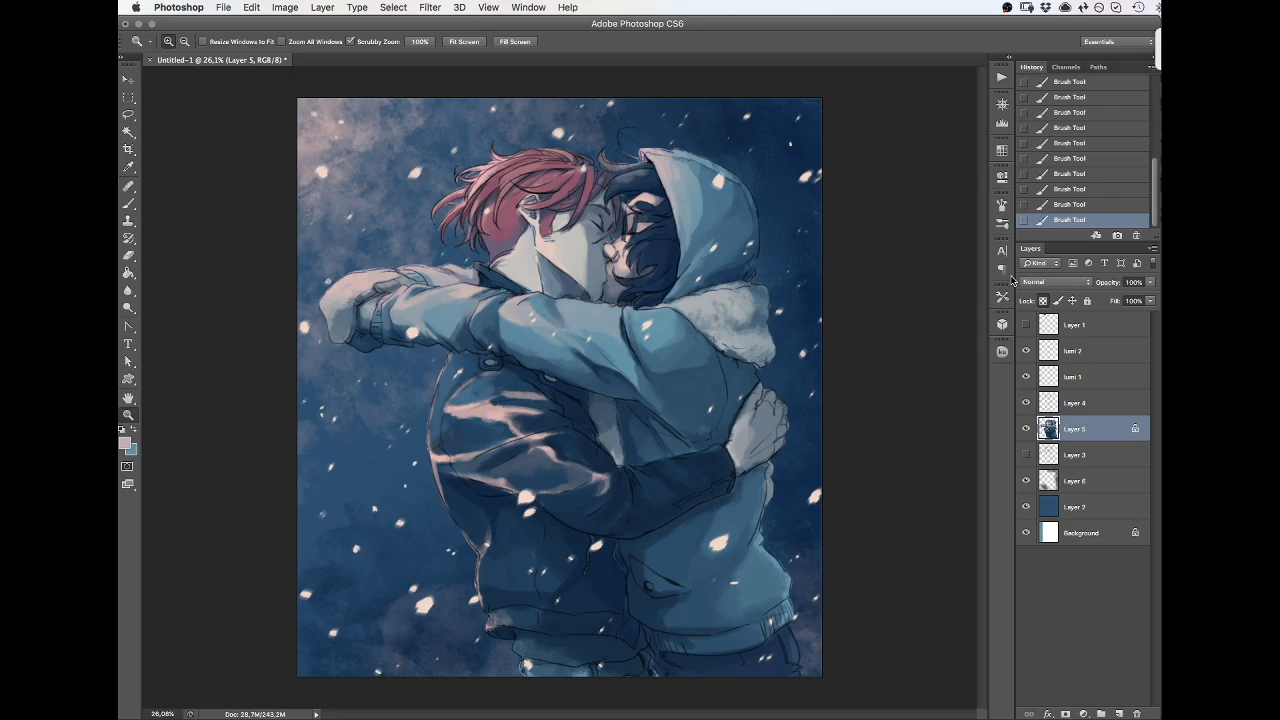 Photoshop File Edit Image Layer Type Select Filter 3D View Window Help
Adobe Photoshop CS6
Resize Windows to Fit All Windows Scrubby Zoom 100% Fit Screen Fill Screen Essentials
Untitled-1 @ 26,1% (Layer 5, RGB/8) *
History Channels Paths
Brush Tool
Brush Tool
Brush Tool
Brush Tool
Brush Tool
Brush Tool
Brush Tool
Brush Tool
Brush Tool
Brush Tool
Layers
Kind
Normal Opacity: 100%
Lock: Fill: 100%
Layer 1
lumi 2
lumi 1
Layer 4
Layer 5
Layer 3
Layer 6
Layer 2
Background
26,08% Doc: 28,7M/243,2M